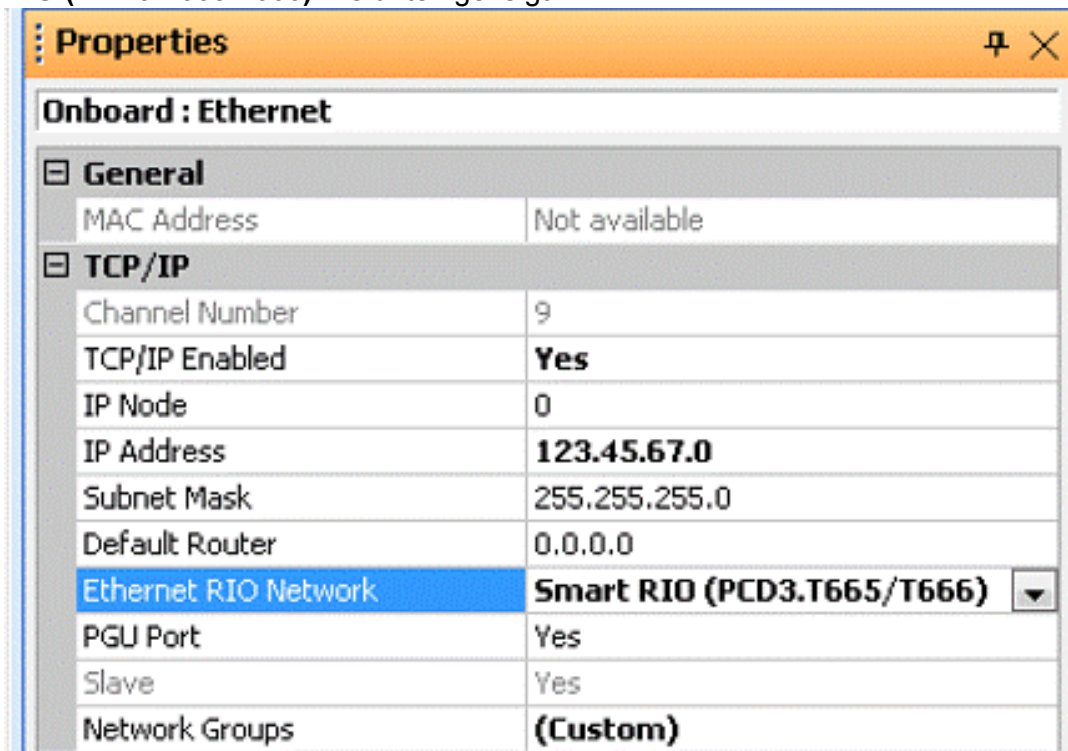 Properties
Onboard : Ethernet
General
MAC Address Not available
TCP/IP
Channel Number 9
TCP/IP Enabled Yes
IP Node 0
IP Address 123.45.67.0
Subnet Mask 255.255.255.0
Default Router 0.0.0.0
Ethernet RIO Network Smart RIO (PCD3.T665/T666)
PGU Port Yes
Slave Yes
Network Groups (Custom)